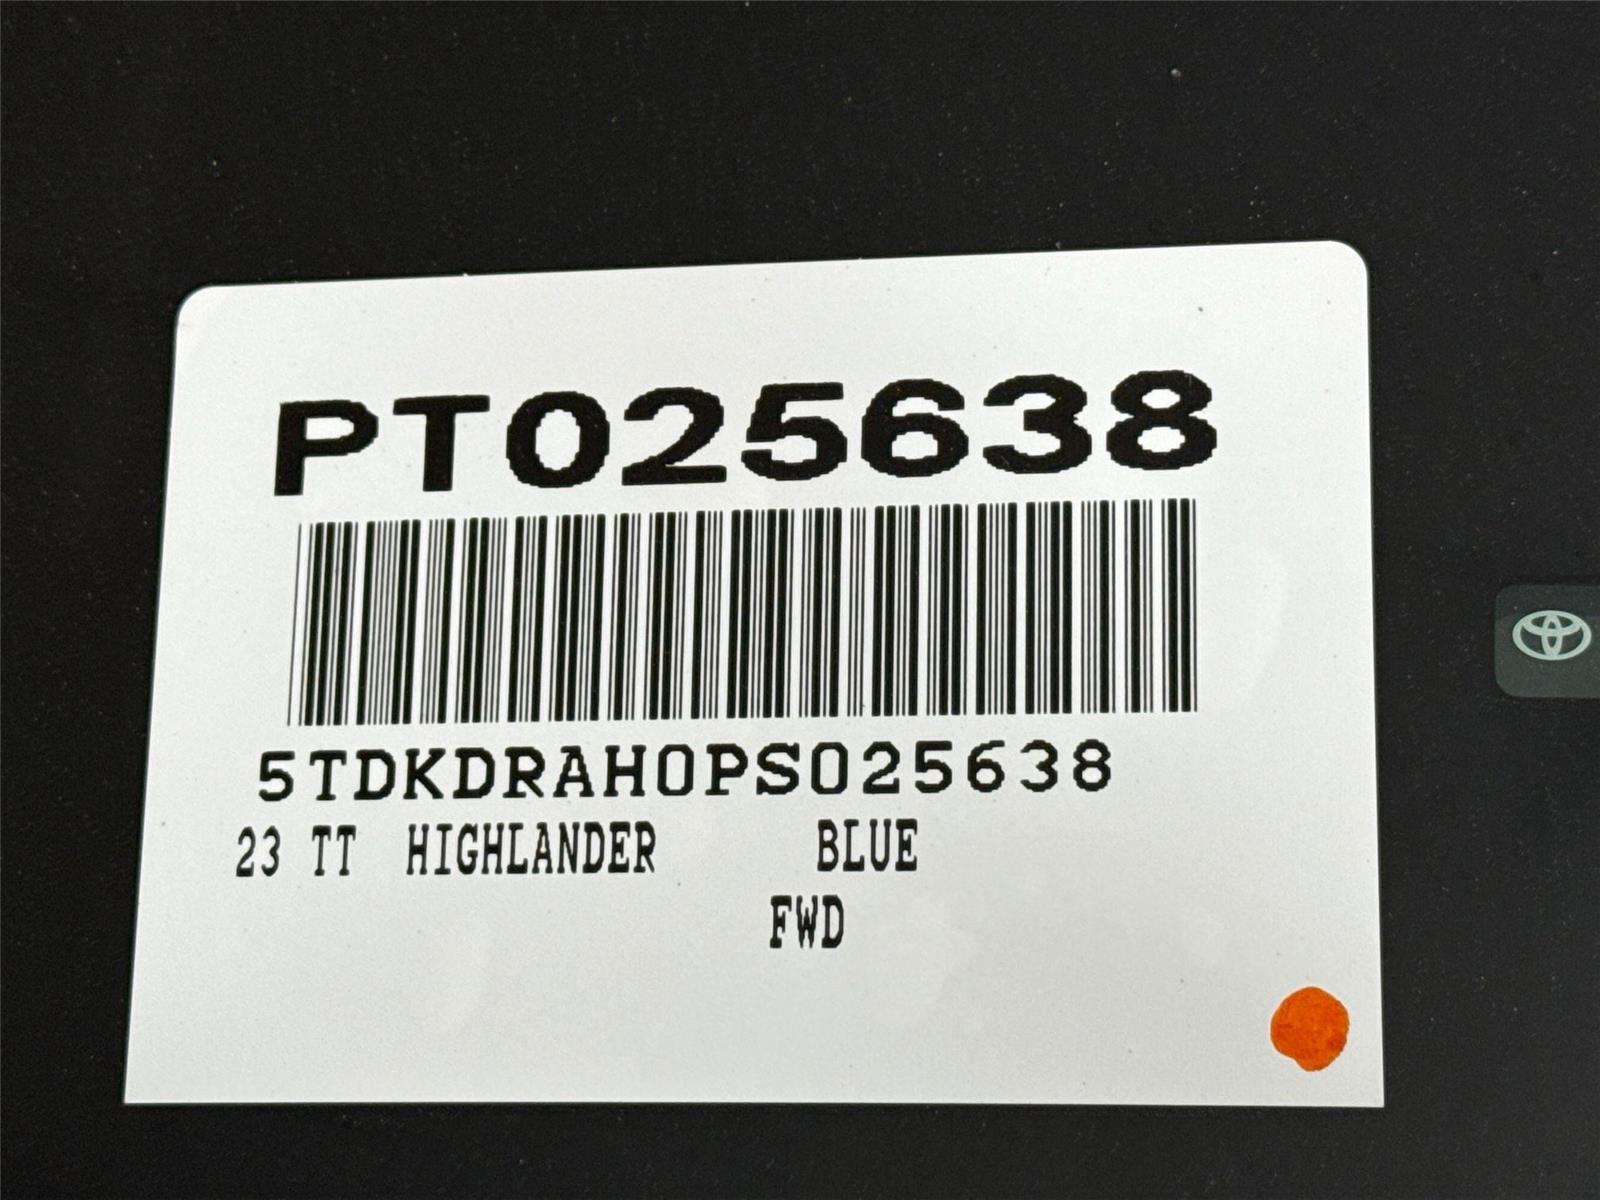 PT025638
5TDKDRAH0PS025638
23 TT HIGHLANDER BLUE
FWD